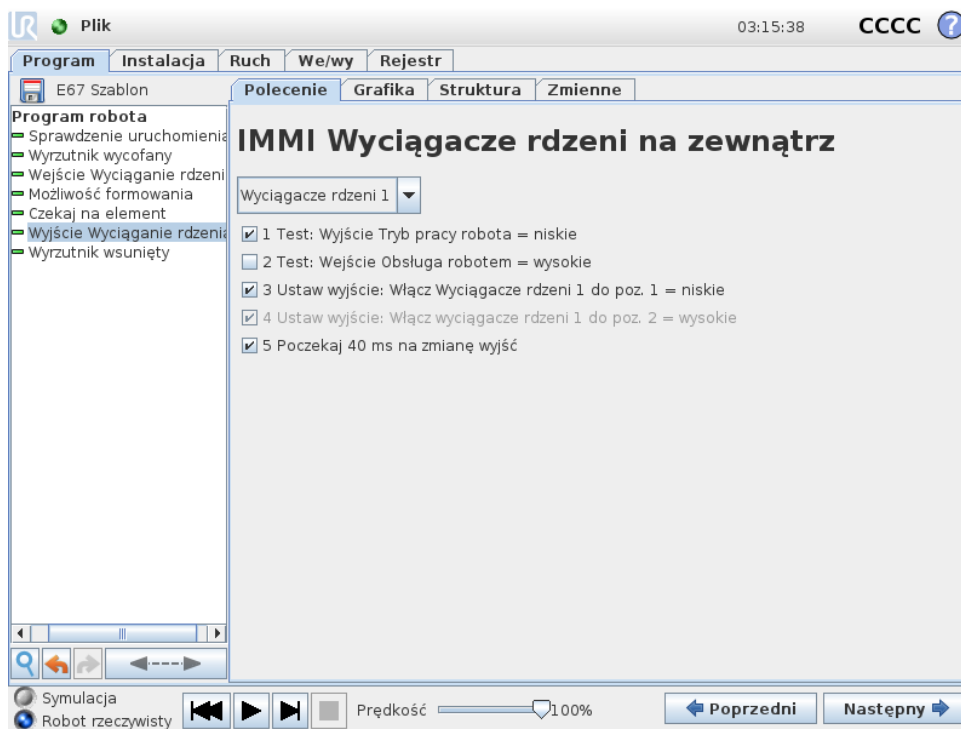 UR Plik 03:15:38 CCCC ?
Program Instalacja Ruch We/wy Rejestr
E67 Szablon
Polecenie Grafika Struktura Zmienne
Program robota
Sprawdzenie uruchomienia
Wyrzutnik wycofany
Wejście Wyciąganie rdzeni
Możliwość formowania
Czekaj na element
Wyjście Wyciąganie rdzenia
Wyrzutnik wsunięty
IMMI Wyciągacze rdzeni na zewnątrz
Wyciągacze rdzeni 1
1 Test: Wyjście Tryb pracy robota = niskie
2 Test: Wejście Obsługa robotem = wysokie
3 Ustaw wyjście: Włącz Wyciągacze rdzeni 1 do poz. 1 = niskie
4 Ustaw wyjście: Włącz wyciągacze rdzeni 1 do poz. 2 = wysokie
5 Poczekaj 40 ms na zmianę wyjść
Symulacja
Robot rzeczywisty
Prędkość 100%
Poprzedni Następny